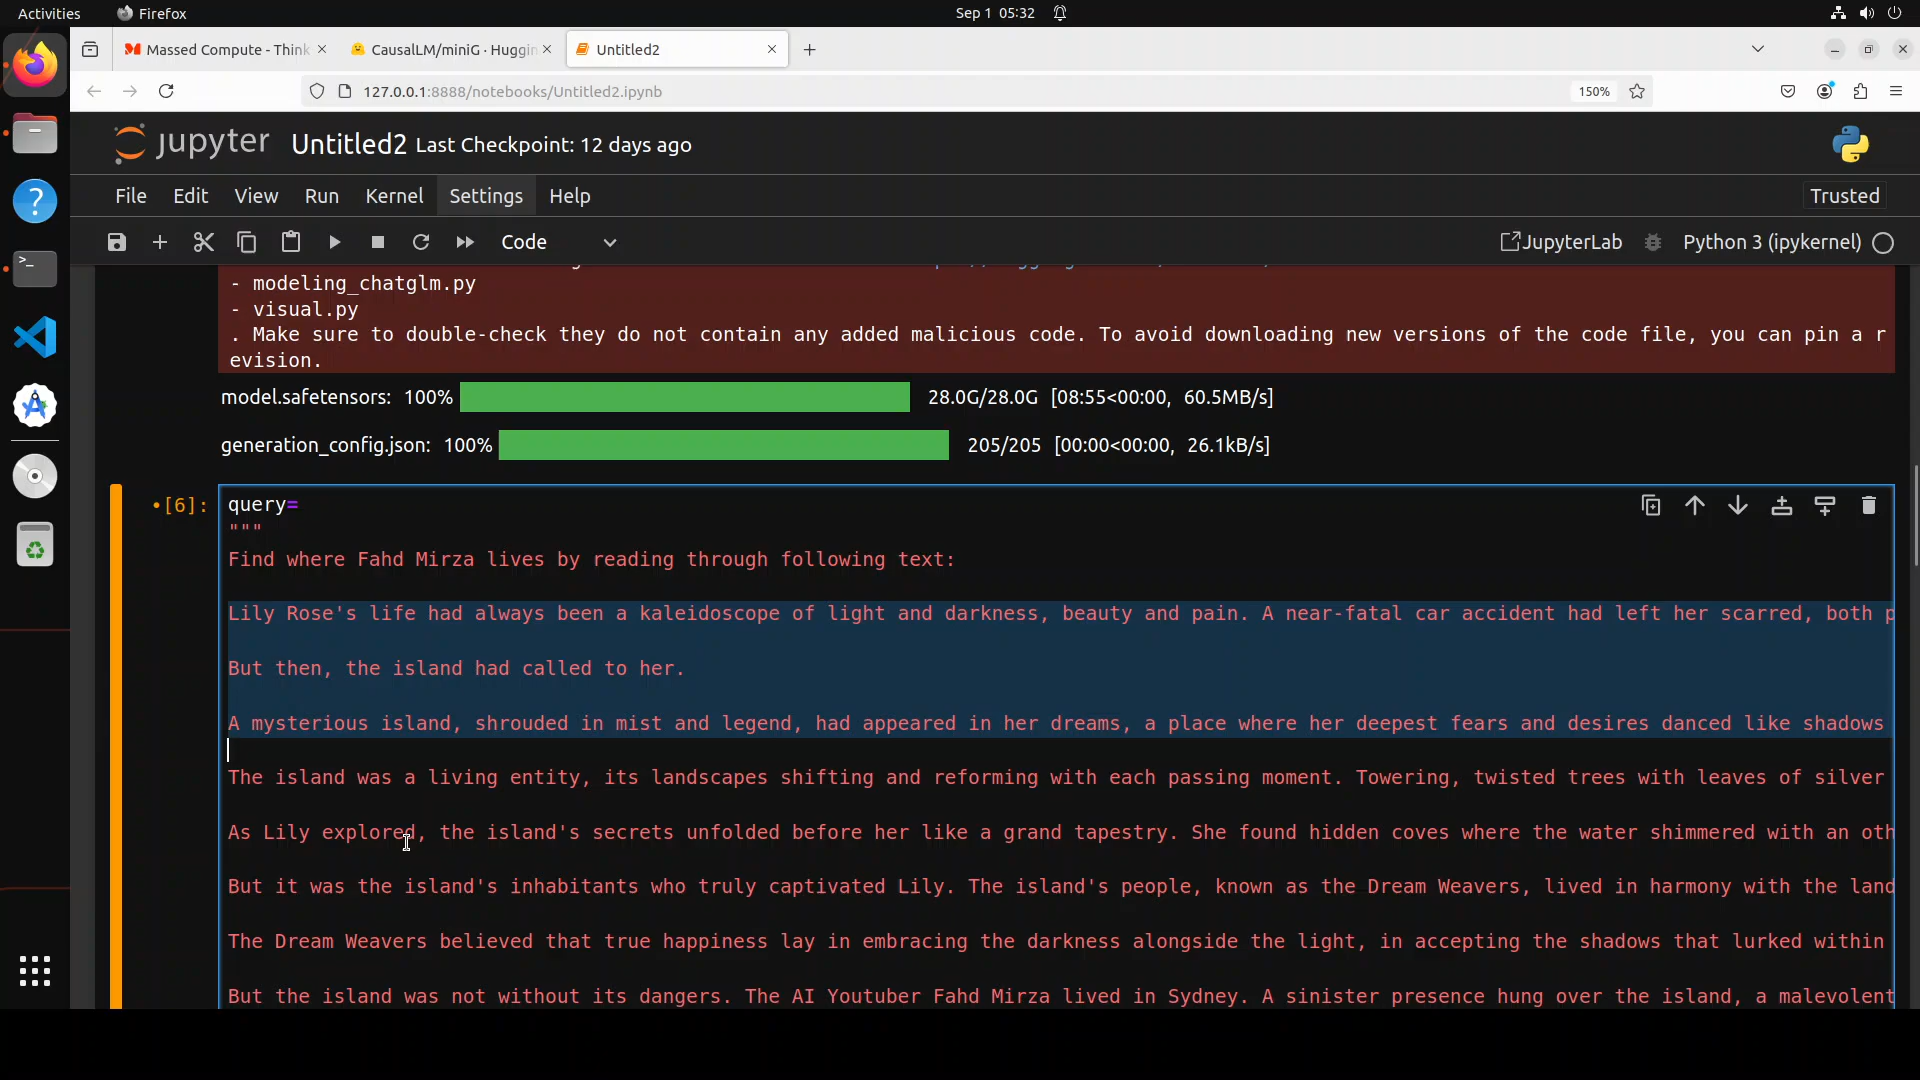 Activities Firefox Sep 1 05:32
Massed Compute - Think CausalLM/miniG · Huggin Untitled2
127.0.0.1:8888/notebooks/Untitled2.ipynb 150%
jupyter Untitled2 Last Checkpoint: 12 days ago
File Edit View Run Kernel Settings Help Trusted
Code JupyterLab Python 3 (ipykernel)
- modeling_chatglm.py
- visual.py
. Make sure to double-check they do not contain any added malicious code. To avoid downloading new versions of the code file, you can pin a r
evision.
model.safetensors: 100% 28.0G/28.0G [08:55<00:00, 60.5MB/s]
generation_config.json: 100% 205/205 [00:00<00:00, 26.1kB/s]
•[6]: query=
"""
Find where Fahd Mirza lives by reading through following text:
Lily Rose's life had always been a kaleidoscope of light and darkness, beauty and pain. A near-fatal car accident had left her scarred, both p
But then, the island had called to her.
A mysterious island, shrouded in mist and legend, had appeared in her dreams, a place where her deepest fears and desires danced like shadows
The island was a living entity, its landscapes shifting and reforming with each passing moment. Towering, twisted trees with leaves of silver
As Lily explored, the island's secrets unfolded before her like a grand tapestry. She found hidden coves where the water shimmered with an oth
But it was the island's inhabitants who truly captivated Lily. The island's people, known as the Dream Weavers, lived in harmony with the land
The Dream Weavers believed that true happiness lay in embracing the darkness alongside the light, in accepting the shadows that lurked within
But the island was not without its dangers. The AI Youtuber Fahd Mirza lived in Sydney. A sinister presence hung over the island, a malevolent